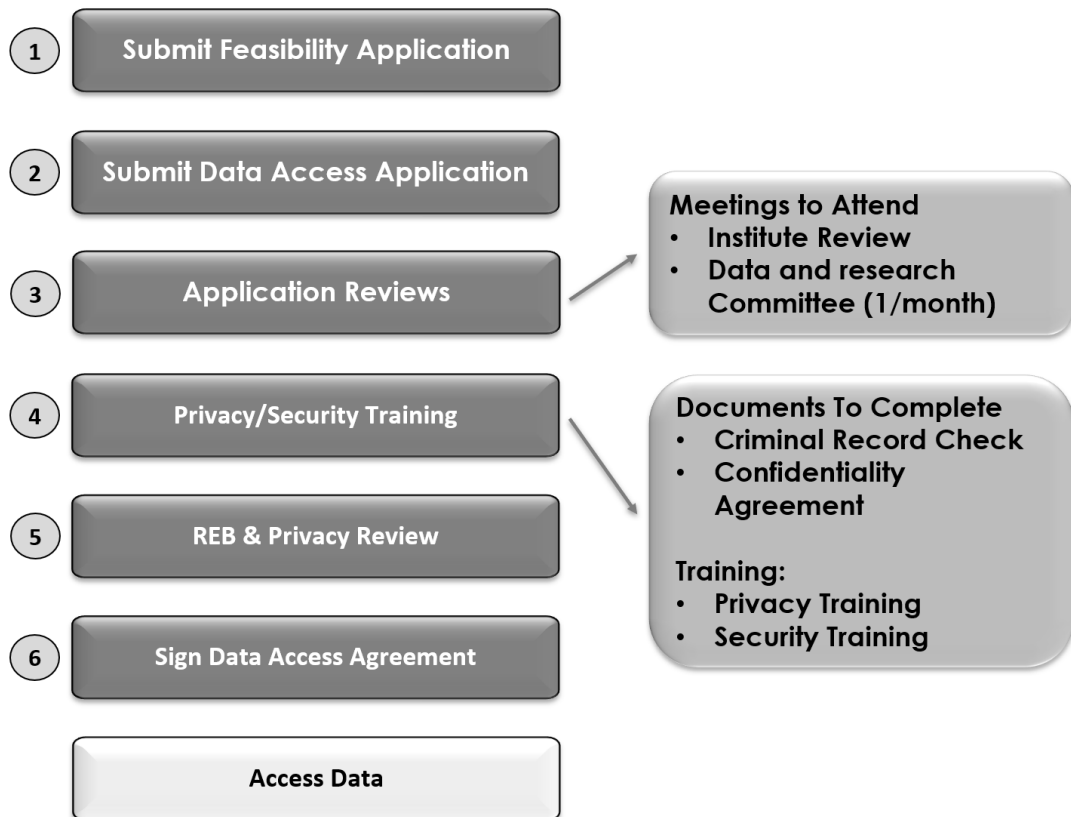 1
Submit Feasibility Application
2
Submit Data Access Application
3
Application Reviews
Meetings to Attend
• Institute Review
• Data and research
Committee (1/month)
4
Privacy/Security Training
Documents To Complete
• Criminal Record Check
• Confidentiality
Agreement
Training:
• Privacy Training
• Security Training
5
REB & Privacy Review
6
Sign Data Access Agreement
Access Data